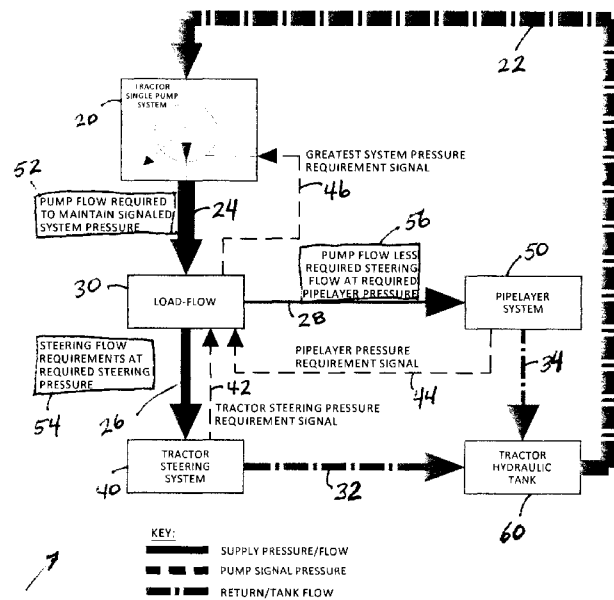 22
TRACTOR
SINGLE PUMP
SYSTEM
20
GREATEST SYSTEM PRESSURE
REQUIREMENT SIGNAL
46
52
PUMP FLOW REQUIRED
TO MAINTAIN SIGNALED
SYSTEM PRESSURE
24
56
PUMP FLOW LESS
REQUIRED STEERING
FLOW AT REQUIRED
PIPELAYER PRESSURE
50
30
LOAD-FLOW
28
PIPELAYER
SYSTEM
STEERING FLOW
REQUIREMENTS AT
REQUIRED STEERING
PRESSURE
54
26
42
PIPELAYER PRESSURE
REQUIREMENT SIGNAL
44
34
TRACTOR STEERING PRESSURE
REQUIREMENT SIGNAL
40
TRACTOR
STEERING
SYSTEM
32
TRACTOR
HYDRAULIC
TANK
60
KEY:
SUPPLY PRESSURE/FLOW
PUMP SIGNAL PRESSURE
RETURN/TANK FLOW